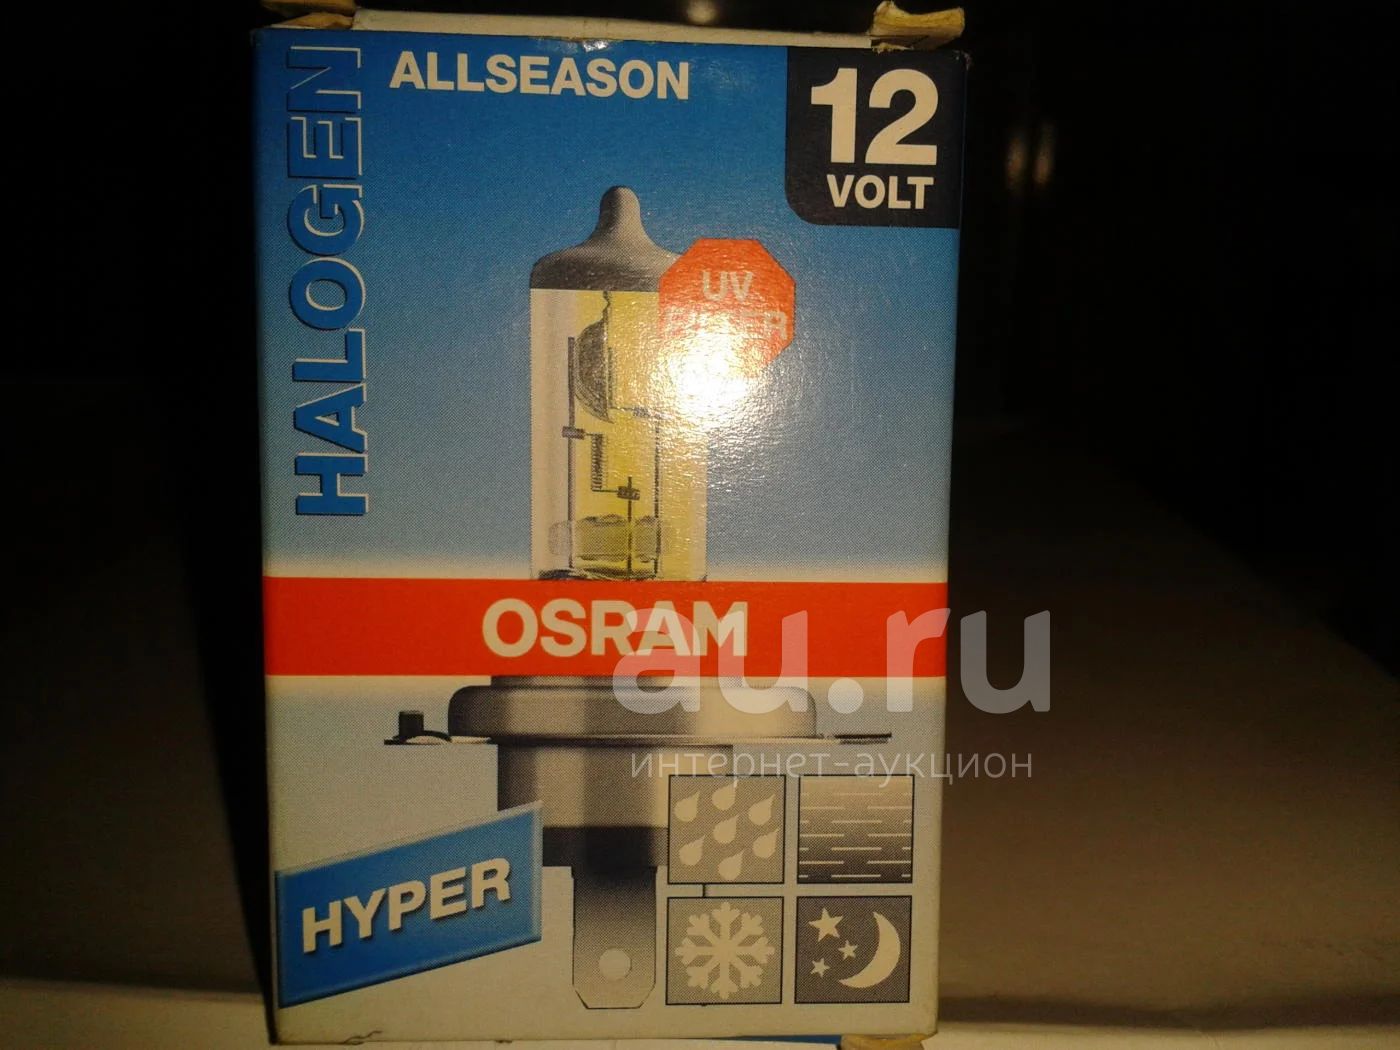 HALOGEN
ALLSEASON
12
VOLT
UV
OSRAM
au.ru
интернет-аукцион
HYPER